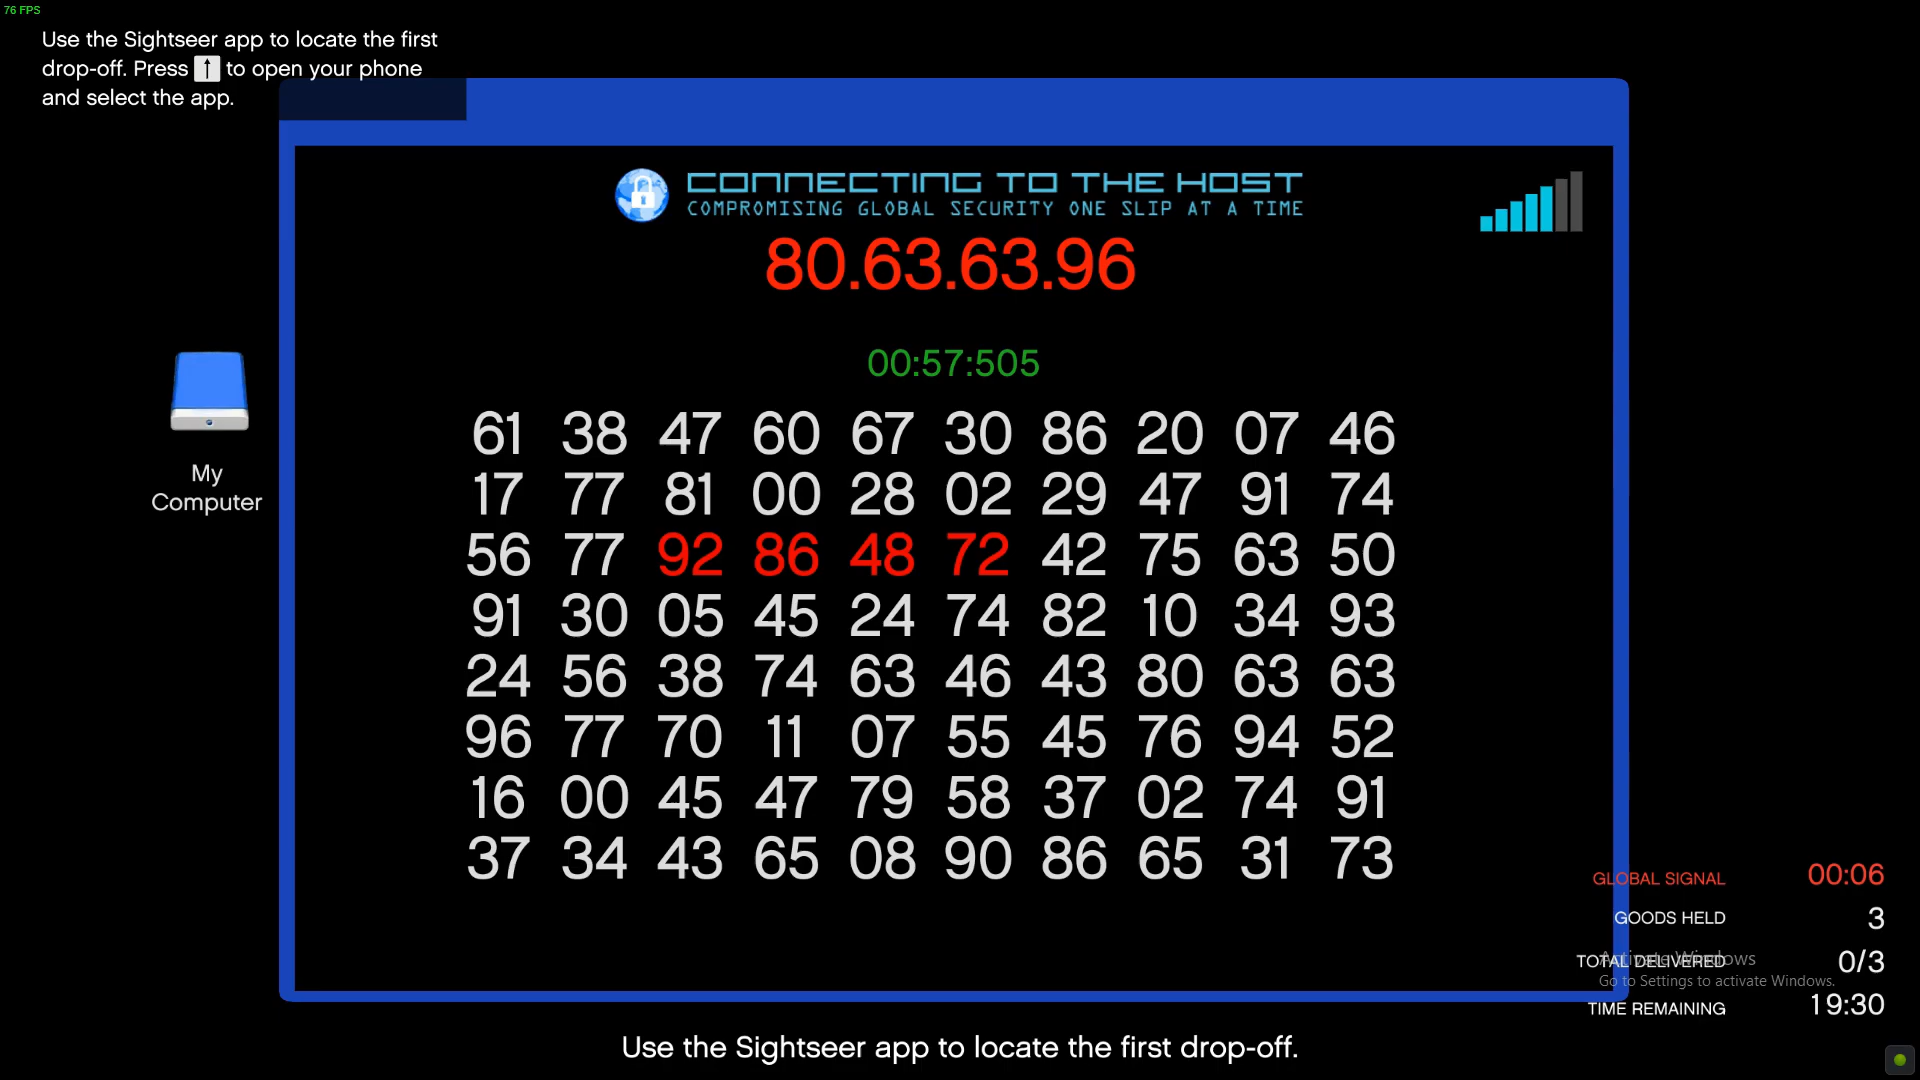 76 FPS
Use the Sightseer app to locate the first
drop-off. Press ↑ to open your phone
and select the app.
CONNECTING TO THE HOST
COMPROMISING GLOBAL SECURITY ONE SLIP AT A TIME
80.63.63.96
00:57:505
61 38 47 60 67 30 86 20 07 46
17 77 81 00 28 02 29 47 91 74
56 77 92 86 48 72 42 75 63 50
91 30 05 45 24 74 82 10 34 93
24 56 38 74 63 46 43 80 63 63
96 77 70 11 07 55 45 76 94 52
16 00 45 47 79 58 37 02 74 91
37 34 43 65 08 90 86 65 31 73
My
Computer
GLOBAL SIGNAL 00:06
GOODS HELD 3
TOTAL DELIVERED 0/3
Activate Windows
Go to Settings to activate Windows.
TIME REMAINING 19:30
Use the Sightseer app to locate the first drop-off.